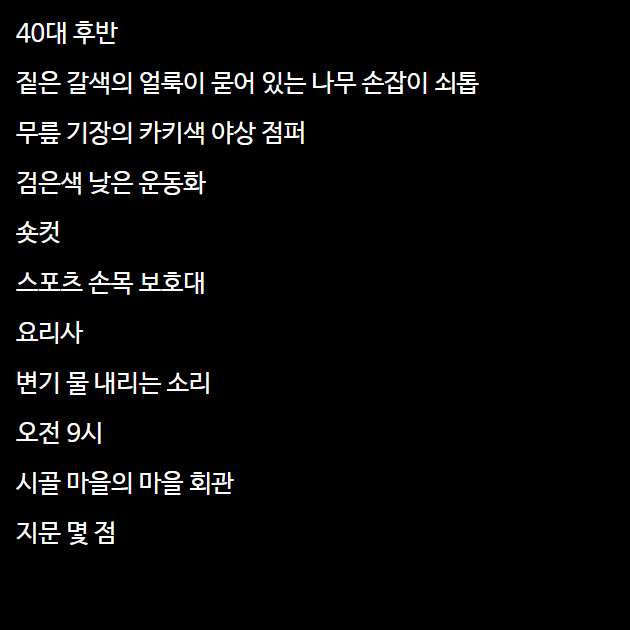 40대 후반
짙은 갈색의 얼룩이 묻어 있는 나무 손잡이 쇠톱
무릎 기장의 카키색 야상 점퍼
검은색 낮은 운동화
숏컷
스포츠 손목 보호대
요리사
변기 물 내리는 소리
오전 9시
시골 마을의 마을 회관
지문 몇 점